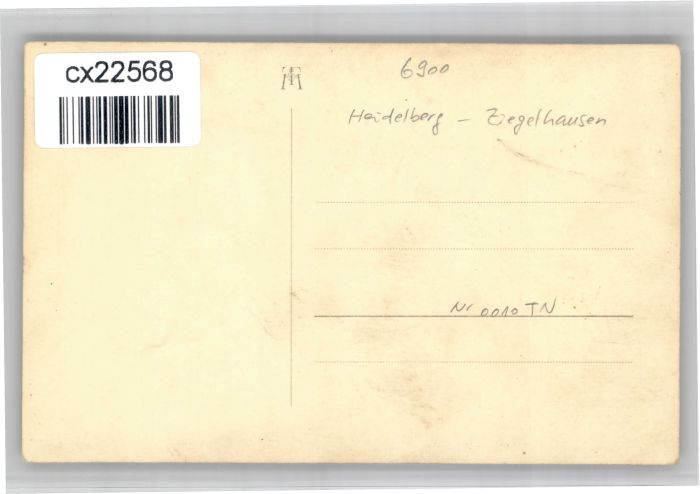 cx22568
6900
Heidelberg – Ziegelhausen
Nr 0010 TN